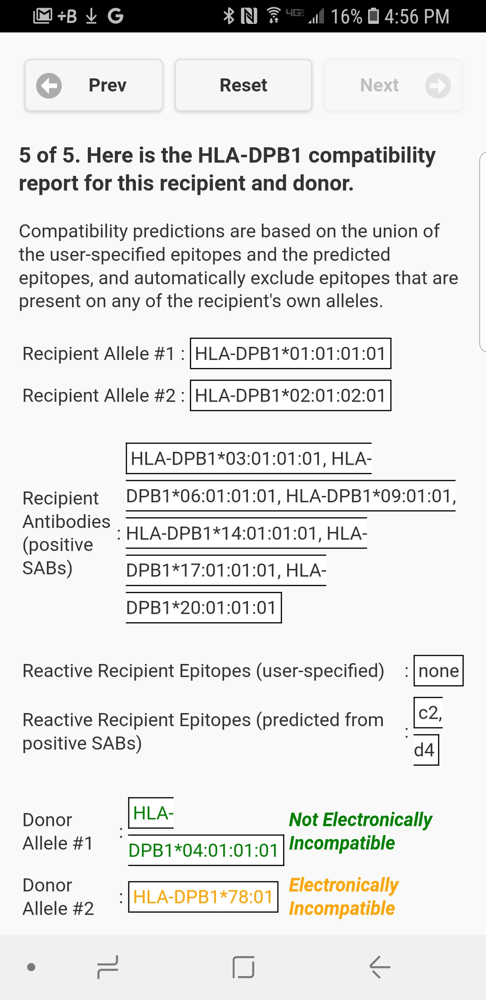 +B G N 4GE 16% 4:56 PM
Prev Reset Next
5 of 5. Here is the HLA-DPB1 compatibility
report for this recipient and donor.
Compatibility predictions are based on the union of
the user-specified epitopes and the predicted
epitopes, and automatically exclude epitopes that are
present on any of the recipient's own alleles.
Recipient Allele #1 : HLA-DPB1*01:01:01:01
Recipient Allele #2 : HLA-DPB1*02:01:02:01
Recipient
Antibodies
(positive
SABs)
:
HLA-DPB1*03:01:01:01, HLA-
DPB1*06:01:01:01, HLA-DPB1*09:01:01,
HLA-DPB1*14:01:01:01, HLA-
DPB1*17:01:01:01, HLA-
DPB1*20:01:01:01
Reactive Recipient Epitopes (user-specified) : none
Reactive Recipient Epitopes (predicted from
positive SABs)
:
c2,
d4
Donor
Allele #1
:
HLA-
DPB1*04:01:01:01
Not Electronically
Incompatible
Donor
Allele #2
:
HLA-DPB1*78:01
Electronically
Incompatible